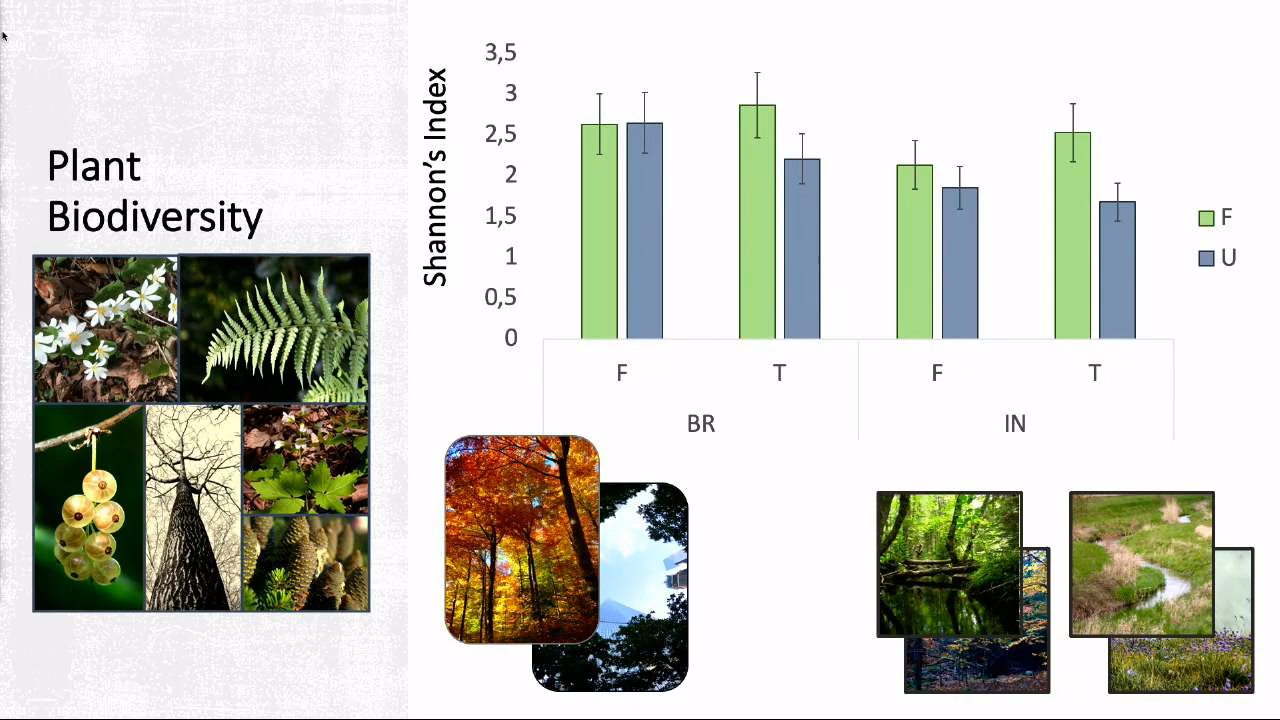 Plant
Biodiversity
Shannon's Index
3,5
3
2,5
2
1,5
1
0,5
0
F
T
F
T
BR
IN
F
U